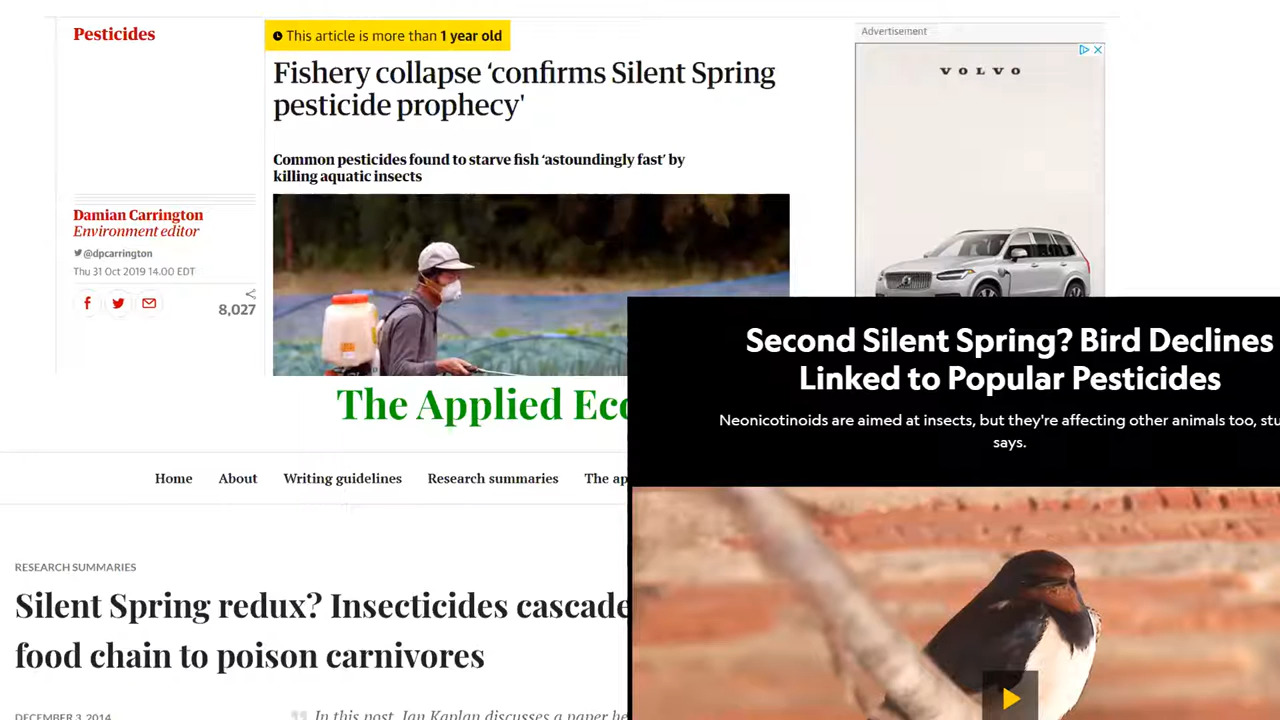 Pesticides
This article is more than 1 year old
Fishery collapse ‘confirms Silent Spring
pesticide prophecy'
Common pesticides found to starve fish ‘astoundingly fast’ by
killing aquatic insects
Damian Carrington
Environment editor
@dpcarrington
Thu 31 Oct 2019 14.00 EDT
8,027
Advertisement
VOLVO
The Applied
Home About Writing guidelines Research summaries The
RESEARCH SUMMARIES
Silent Spring redux? Insecticides cascade
food chain to poison carnivores
DECEMBER 3, 2014
In this post, Ian Kaplan discusses a paper
Second Silent Spring? Bird Declines
Linked to Popular Pesticides
Neonicotinoids are aimed at insects, but they're affecting other animals too,
says.